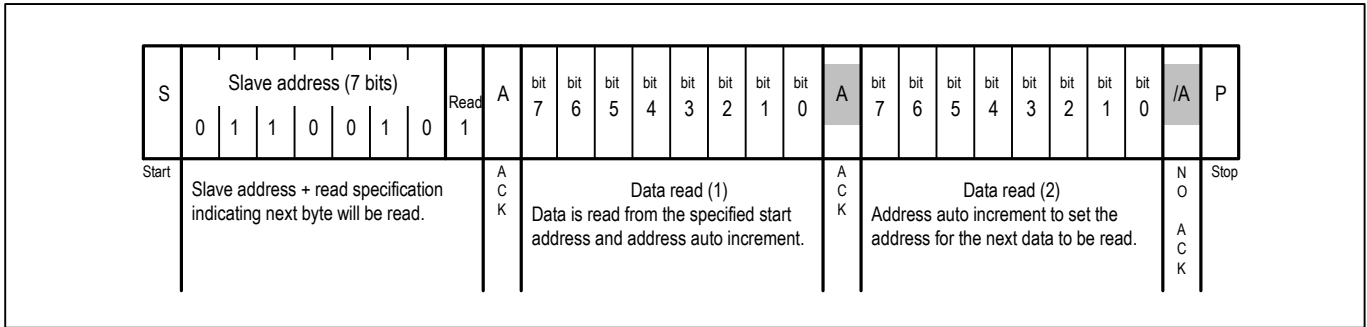 S
Slave address (7 bits)
0 1 1 0 0 1 0
Read
1
A
bit 7 bit 6 bit 5 bit 4 bit 3 bit 2 bit 1 bit 0
A
bit 7 bit 6 bit 5 bit 4 bit 3 bit 2 bit 1 bit 0
/A
P
Start
Slave address + read specification
indicating next byte will be read.
ACK
Data read (1)
Data is read from the specified start
address and address auto increment.
ACK
Data read (2)
Address auto increment to set the
address for the next data to be read.
NO ACK
Stop